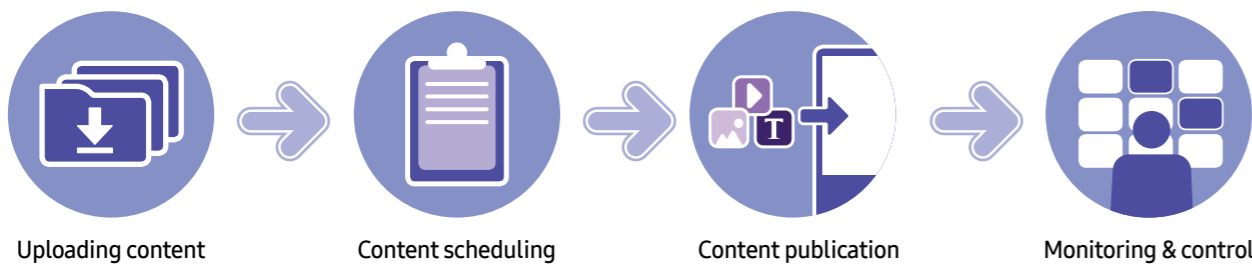 T
Uploading content
Content scheduling
Content publication
Monitoring & control